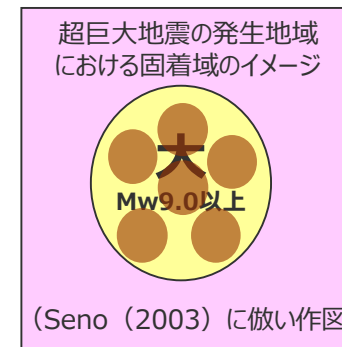 超巨大地震の発生地域
における固着域のイメージ
大
Mw9.0以上
（Seno（2003）に倣い作図